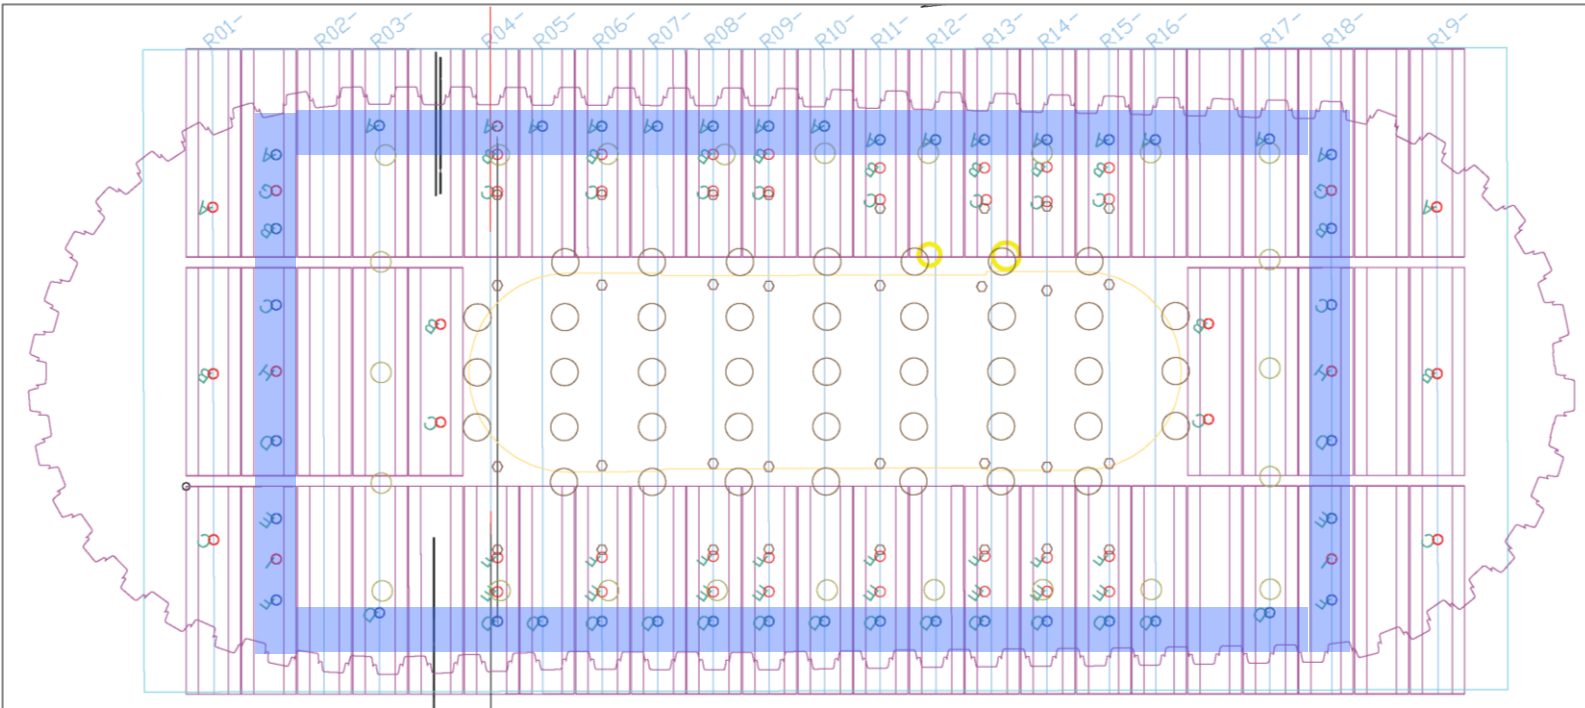 R01- R02- R03- R04- R05- R06- R07- R08- R09- R10- R11- R12- R13- R14- R15- R16- R17- R18- R19-
A A A A A A A A A A A A A A A
A B B B B B B B B A
G C C C C C C C C G
A A
B B
C C
B B
B H H B
C C
D D
E E
C C
I F F F F F F F F I
E E E E E E E E
F F
D D D D D D D D D D D D D D D